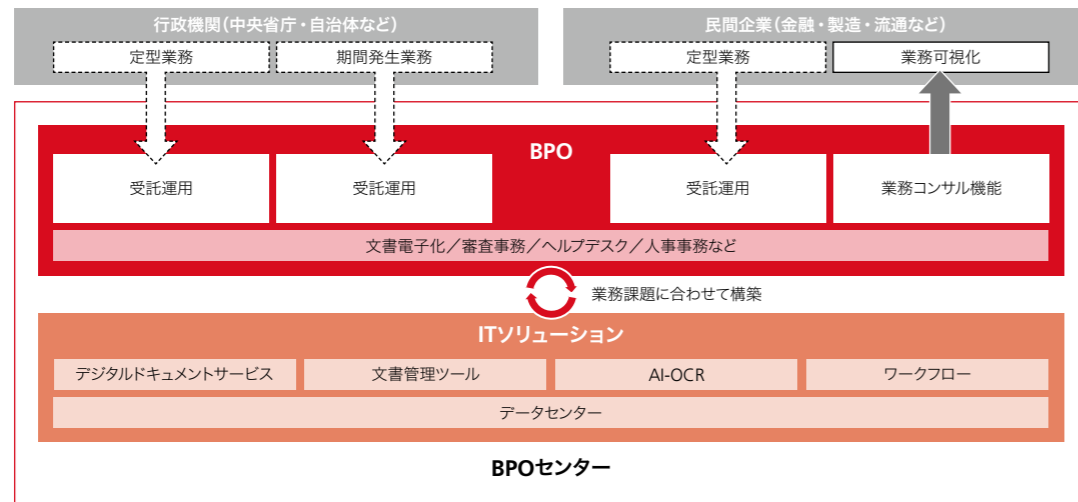 行政機関（中央省庁・自治体など）
定型業務
期間発生業務
民間企業（金融・製造・流通など）
定型業務
業務可視化
BPO
受託運用
受託運用
受託運用
業務コンサル機能
文書電子化／審査事務／ヘルプデスク／人事事務など
業務課題に合わせて構築
ITソリューション
デジタルドキュメントサービス
文書管理ツール
AI-OCR
ワークフロー
データセンター
BPOセンター